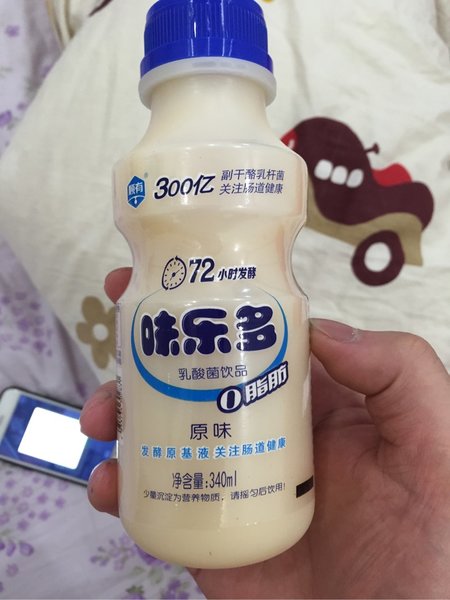 辰有
300亿
副干酪乳杆菌
关注肠道健康
72小时发酵
味乐多
乳酸菌饮品
0脂肪
原味
发酵原基液 关注肠道健康
净含量:340ml
少量沉淀为营养物质，请摇匀后饮用！